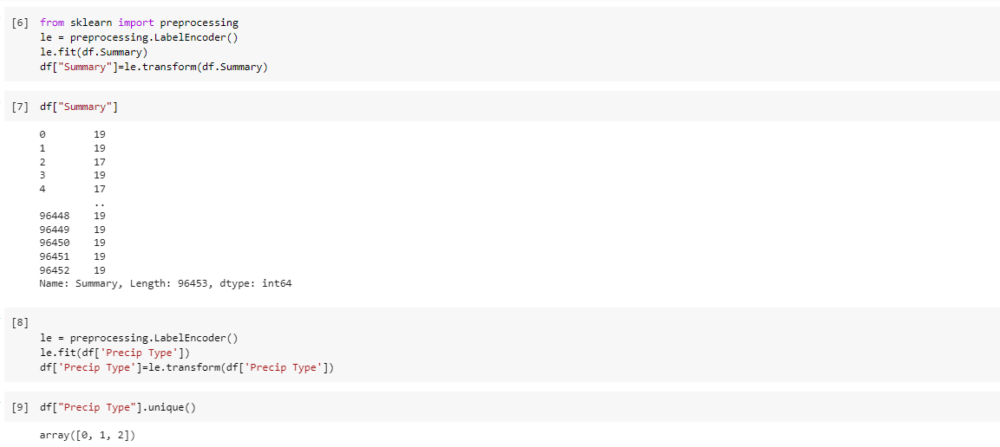 [6] from sklearn import preprocessing
le = preprocessing.LabelEncoder()
le.fit(df.Summary)
df["Summary"]=le.transform(df.Summary)
[7] df["Summary"]
0 19
1 19
2 17
3 19
4 17
..
96448 19
96449 19
96450 19
96451 19
96452 19
Name: Summary, Length: 96453, dtype: int64
[8]
le = preprocessing.LabelEncoder()
le.fit(df['Precip Type'])
df['Precip Type']=le.transform(df['Precip Type'])
[9] df["Precip Type"].unique()
array([0, 1, 2])